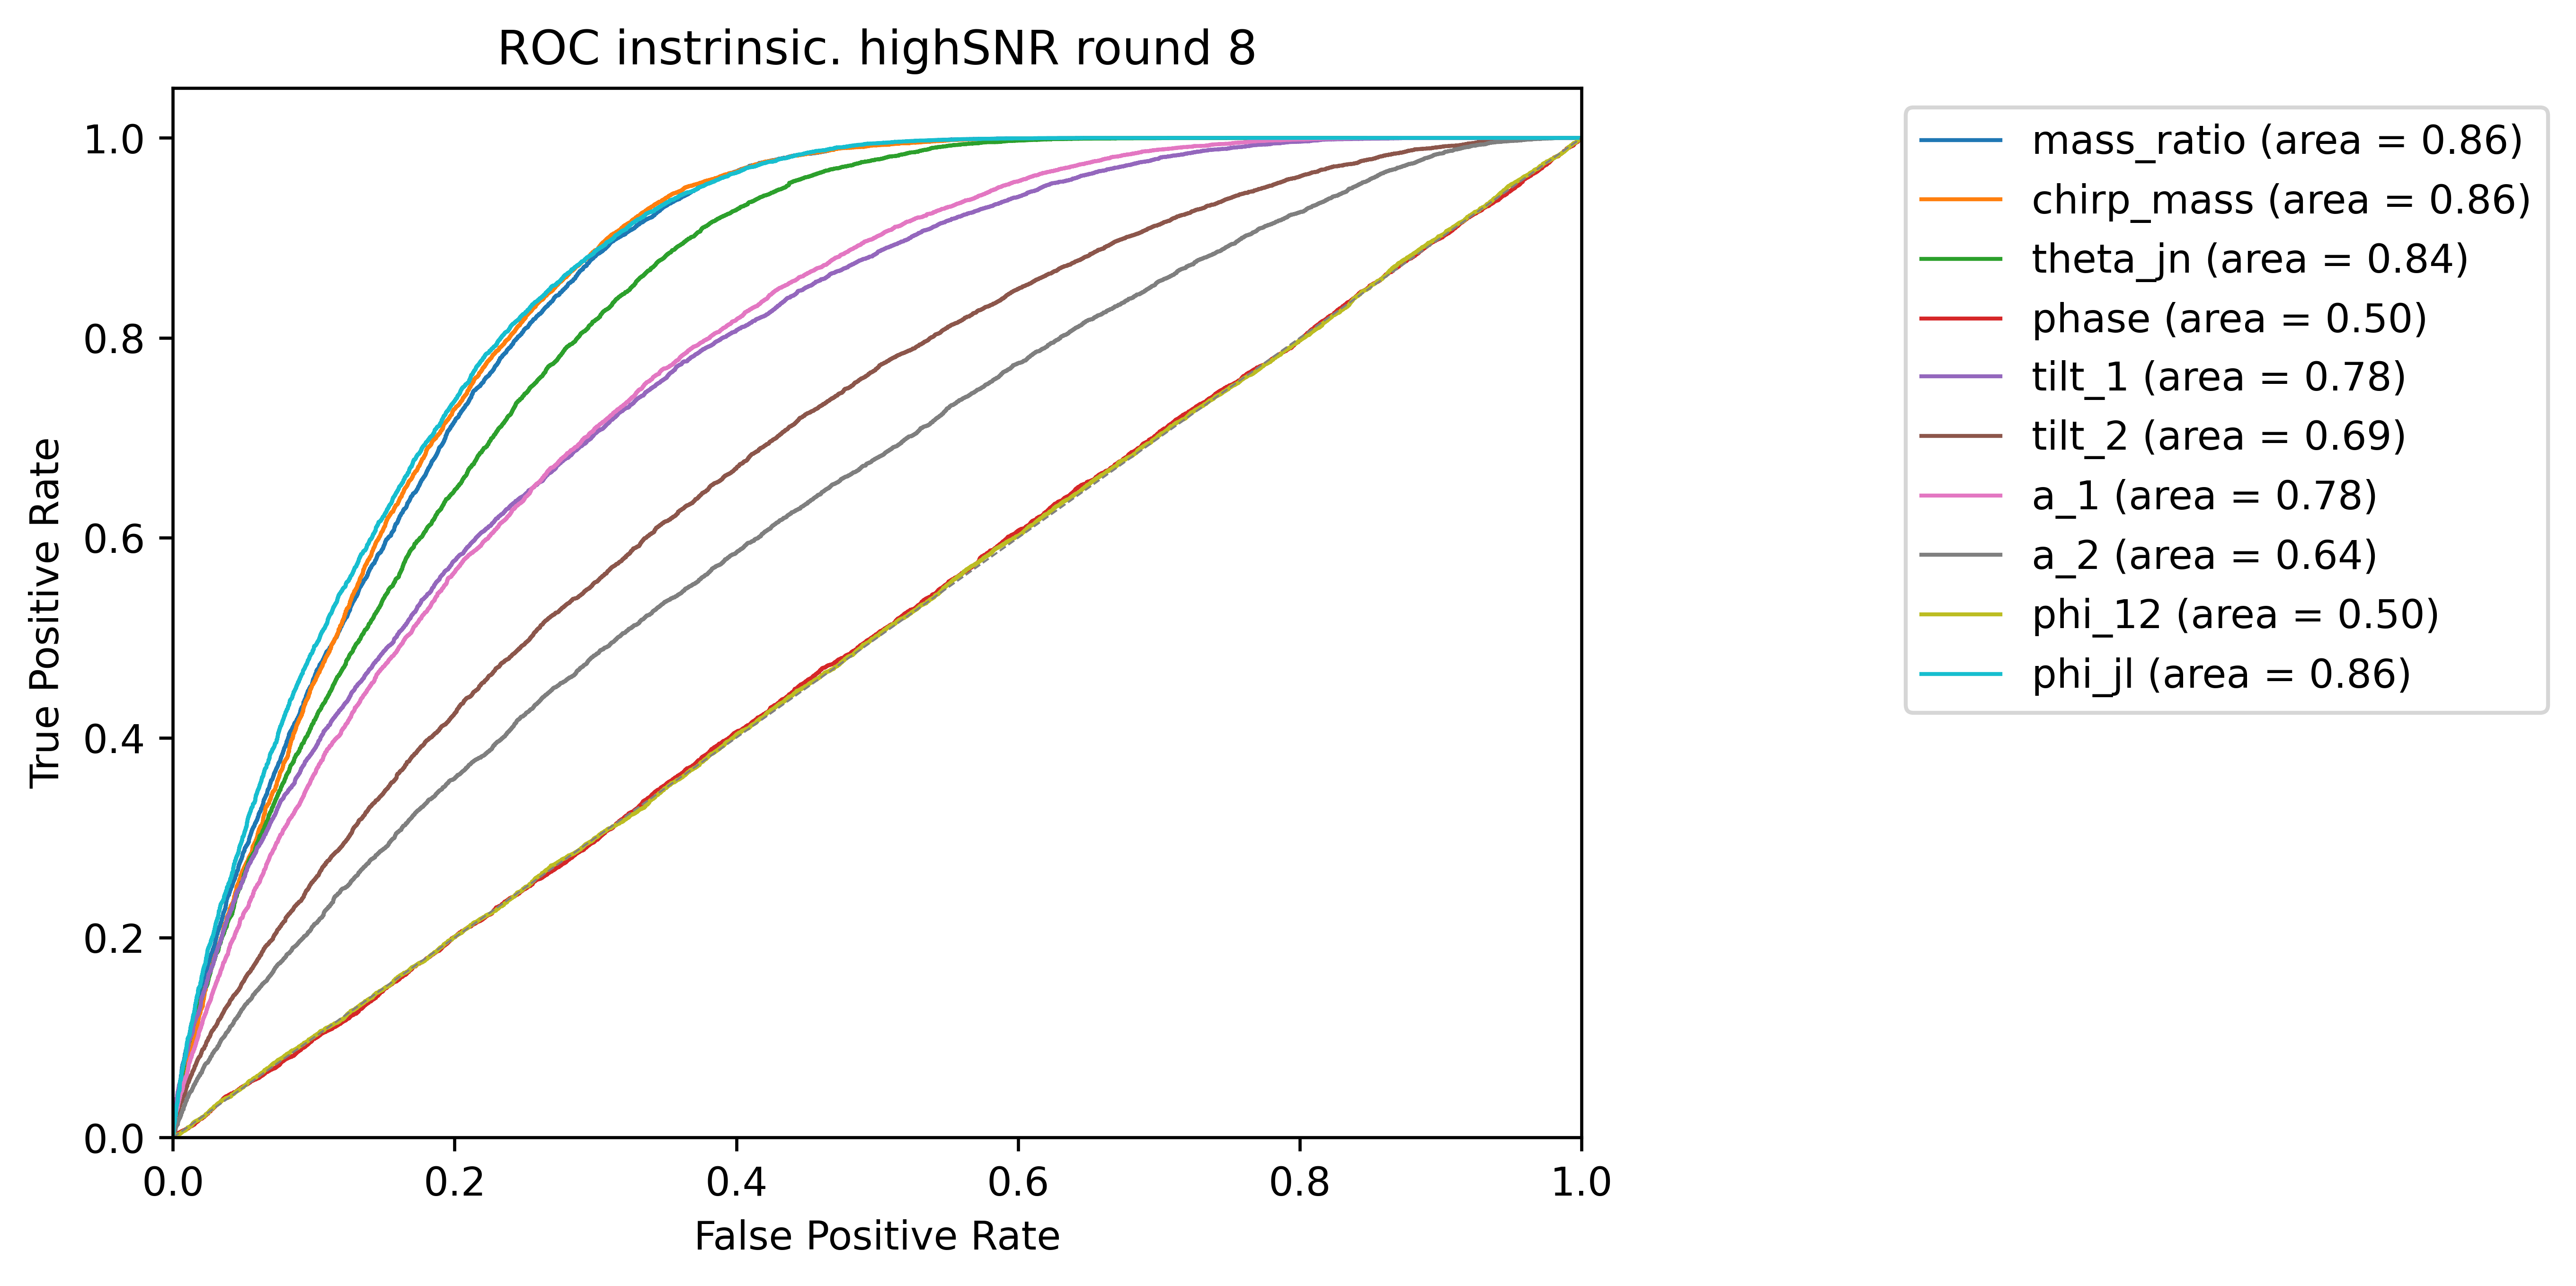 ROC instrinsic. highSNR round 8
True Positive Rate
1.0
0.8
0.6
0.4
0.2
0.0
0.0 0.2 0.4 0.6 0.8 1.0
False Positive Rate
mass_ratio (area = 0.86)
chirp_mass (area = 0.86)
theta_jn (area = 0.84)
phase (area = 0.50)
tilt_1 (area = 0.78)
tilt_2 (area = 0.69)
a_1 (area = 0.78)
a_2 (area = 0.64)
phi_12 (area = 0.50)
phi_jl (area = 0.86)